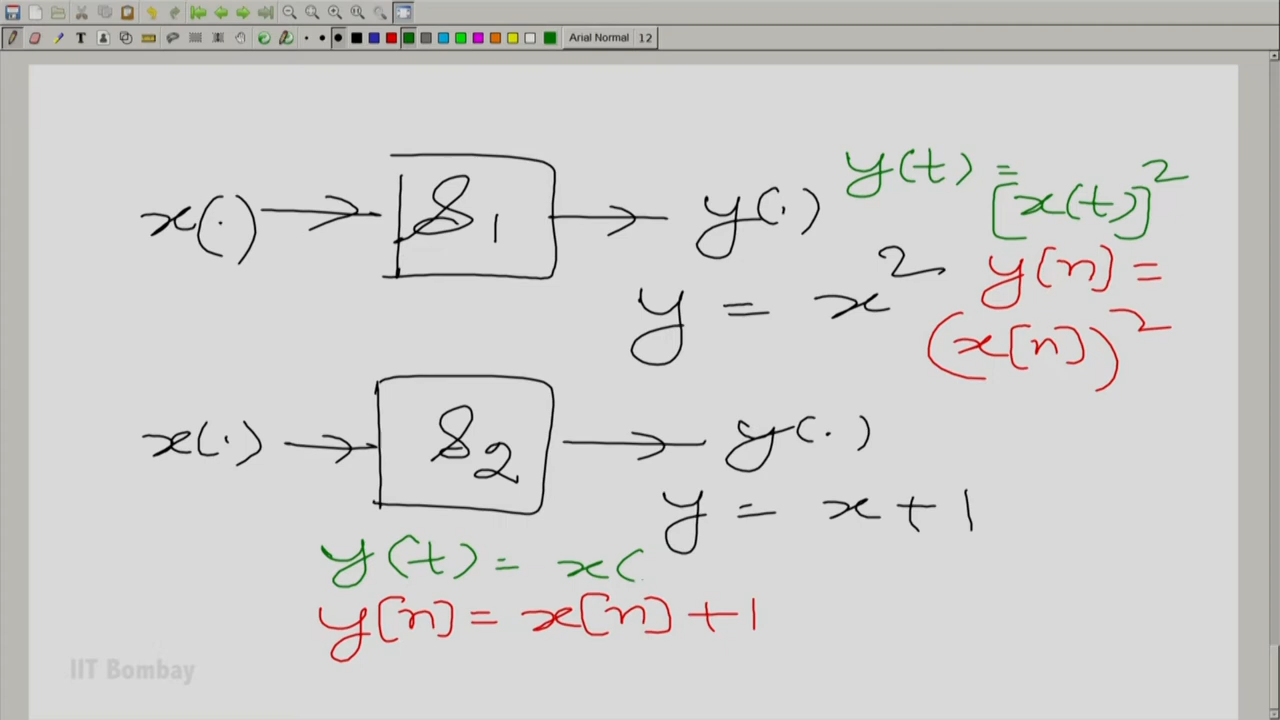 Arial Normal 12
x(.) → S1 → y(.)
y(t) =
[x(t)]²
y = x²
y[n] =
(x[n])²
x(.) → S2 → y(.)
y = x + 1
y(t) = x(
y[n] = x[n] + 1
IIT Bombay